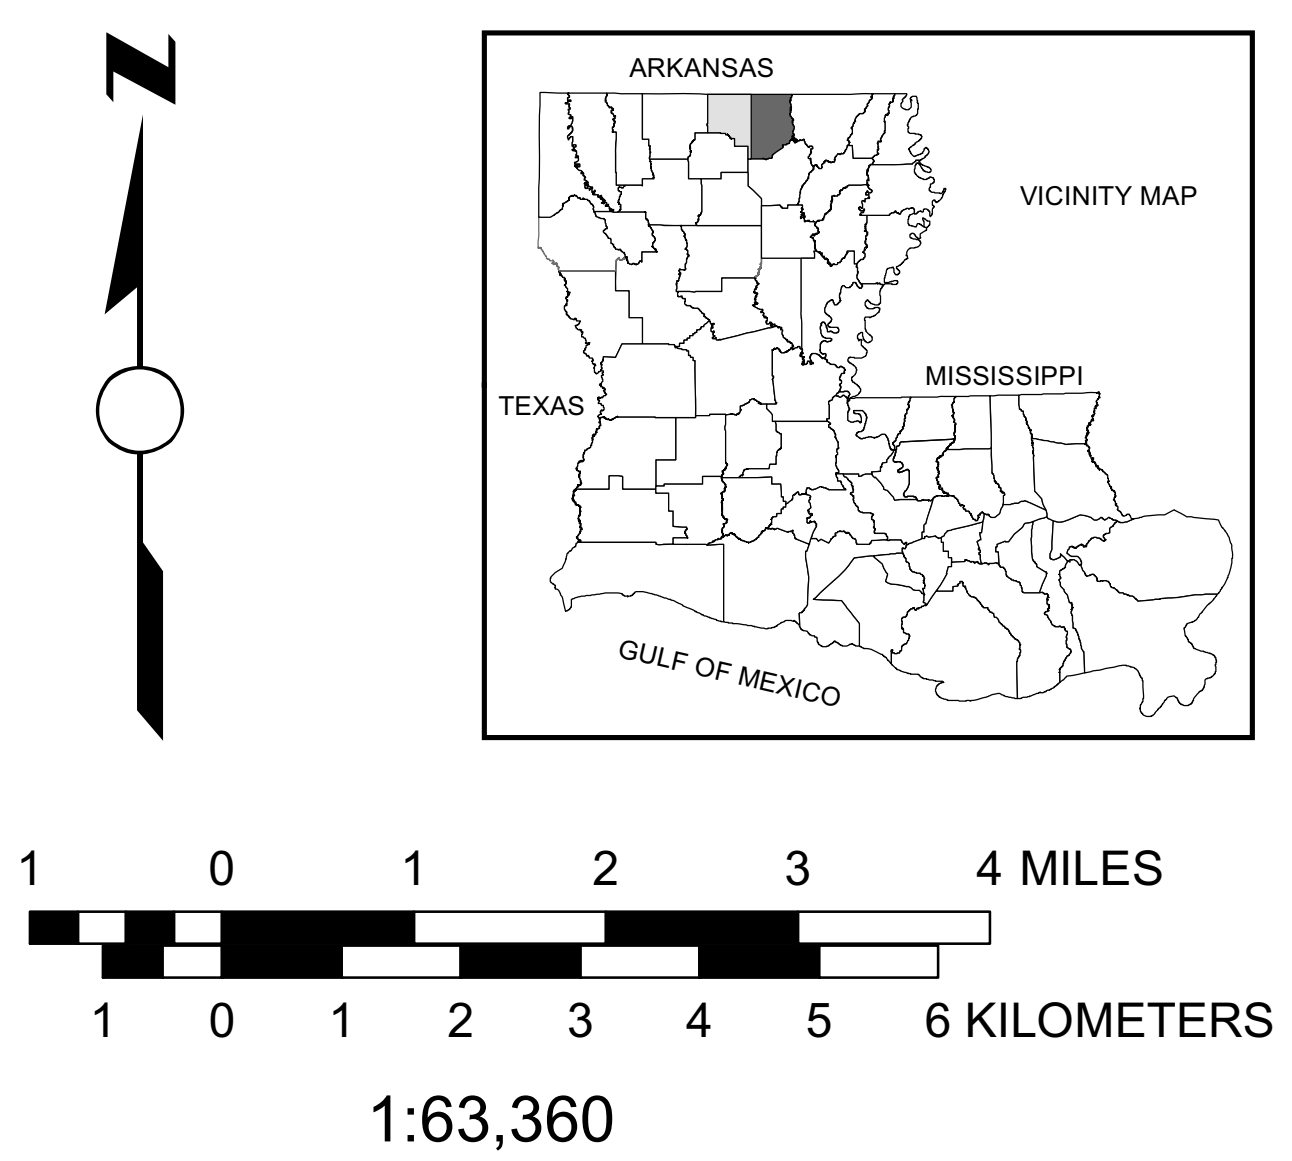 N
ARKANSAS
VICINITY MAP
MISSISSIPPI
TEXAS
GULF OF MEXICO
1 0 1 2 3 4 MILES
1 0 1 2 3 4 5 6 KILOMETERS
1:63,360